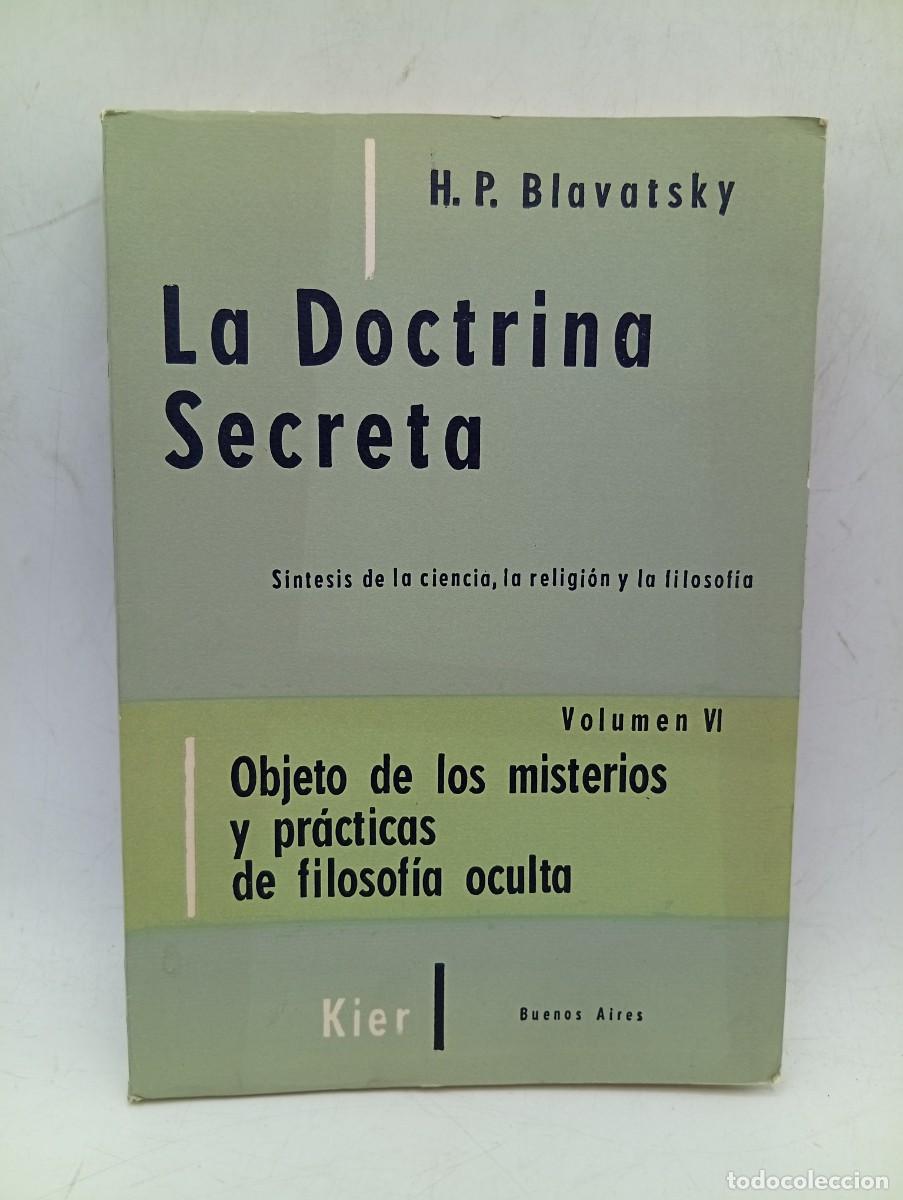 H. P. Blavatsky
La Doctrina
Secreta
Síntesis de la ciencia, la religión y la filosofía
Volumen VI
Objeto de los misterios
y prácticas
de filosofía oculta
Kier
Buenos Aires
todocoleccion